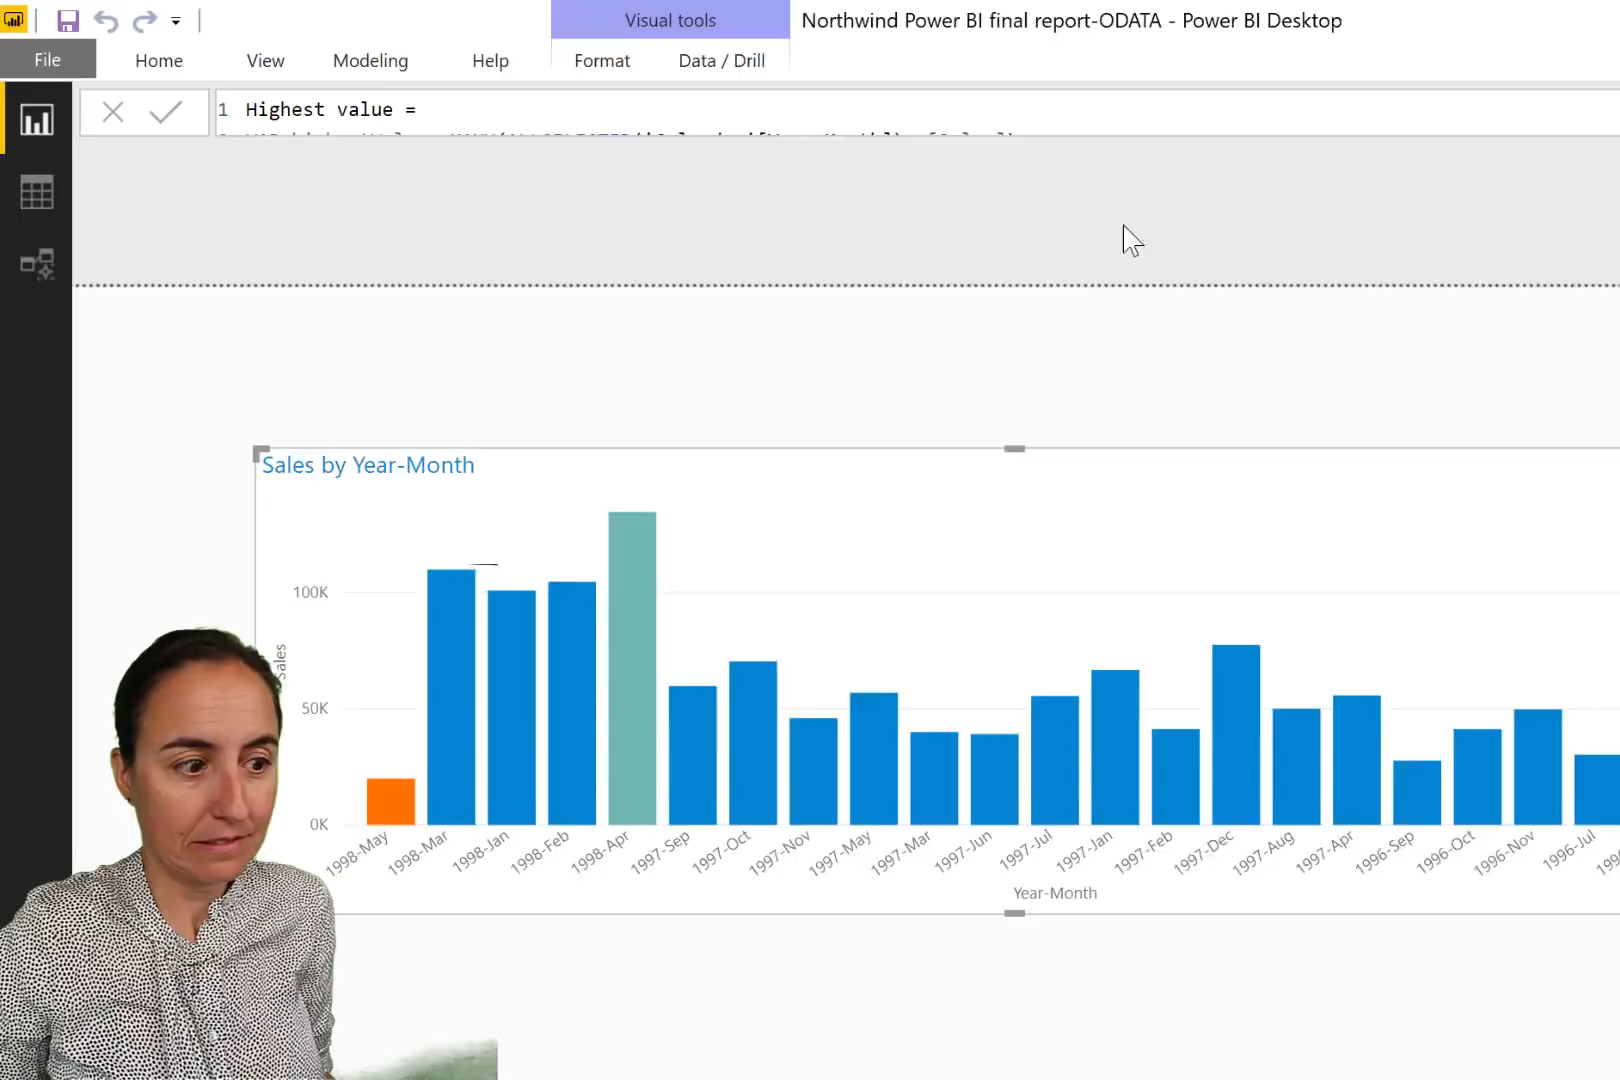 Visual tools
Northwind Power BI final report-ODATA - Power BI Desktop
File Home View Modeling Help Format Data / Drill
1 Highest value =
Sales by Year-Month
100K
50K
0K
Sales
1998-May 1998-Mar 1998-Jan 1998-Feb 1998-Apr 1997-Sep 1997-Oct 1997-Nov 1997-May 1997-Mar 1997-Jun 1997-Jul 1997-Jan 1997-Feb 1997-Dec 1997-Aug 1997-Apr 1996-Sep 1996-Oct 1996-Nov 1996-Jul
Year-Month